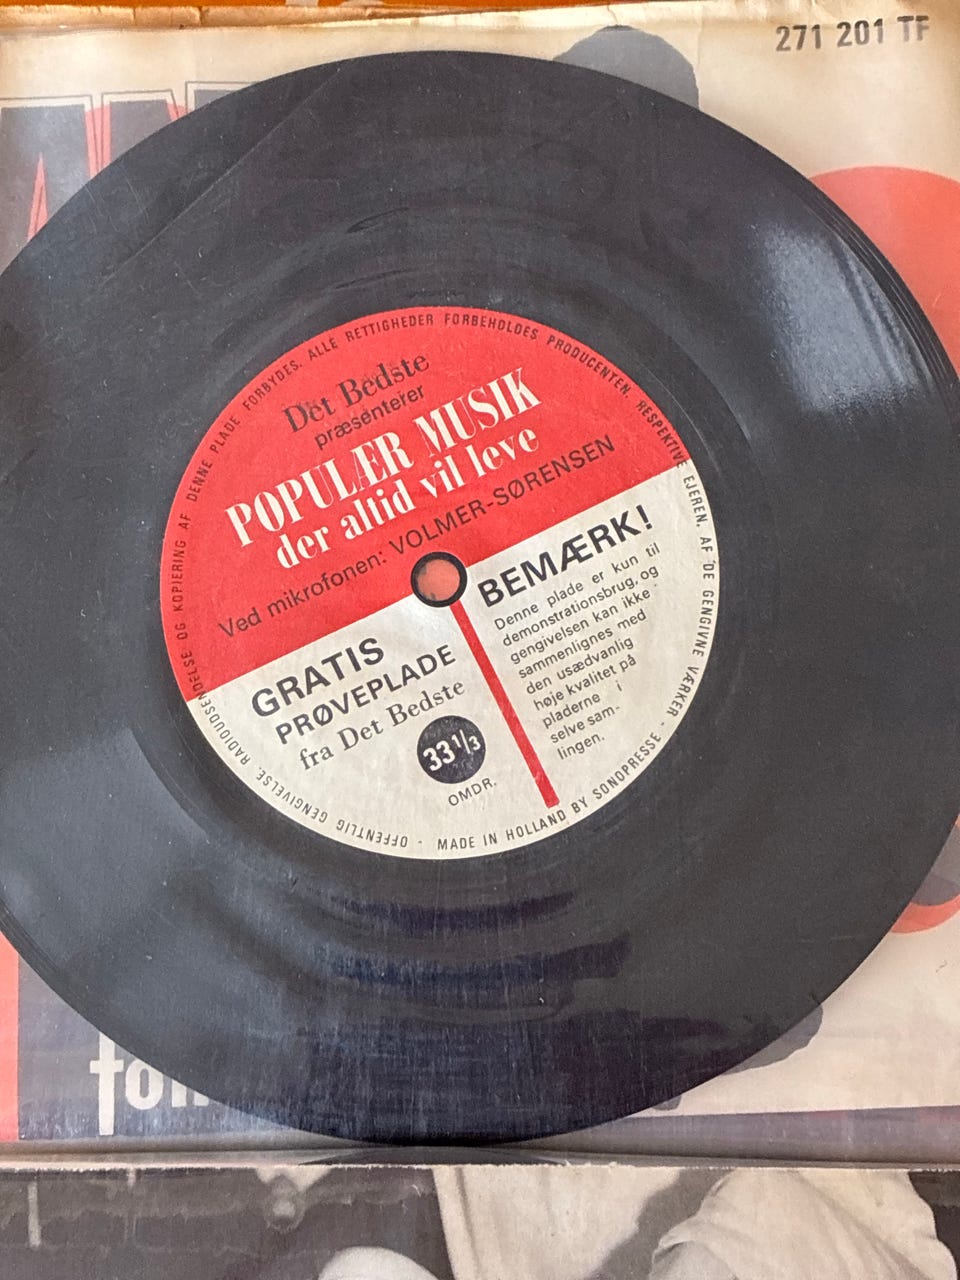 271 201 TF
Det Bedste
præsenterer
POPULÆR MUSIK
der altid vil leve
Ved mikrofonen: VOLMER-SØRENSEN
GRATIS
PRØVEPLADE
fra Det Bedste
33 1/3
OMDR.
BEMÆRK!
Denne plade er kun til
demonstrationsbrug, og
gengivelsen kan ikke
sammenlignes med
den usædvanlig
høje kvalitet på
pladerne i
selve sam-
lingen.
OFFENTLIG GENGIVELSE, RADIOUDSENDELSE OG KOPIERING AF DENNE PLADE FORBYDES. ALLE RETTIGHEDER FORBEHOLDES PRODUCENTEN, RESPEKTIVE EJEREN, AF DE GENGIVNE VÆRKER - MADE IN HOLLAND BY SONOPRESSE -